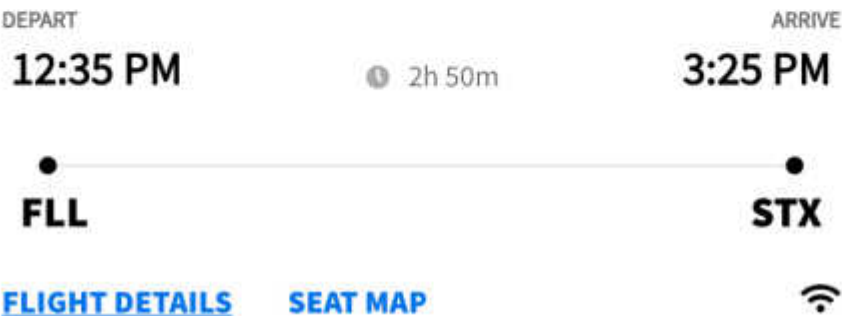 DEPART ARRIVE
12:35 PM 2h 50m 3:25 PM
FLL STX
FLIGHT DETAILS SEAT MAP